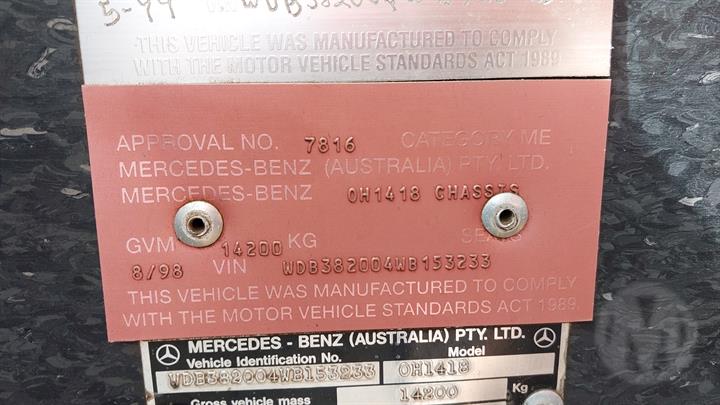 5-99
THIS VEHICLE WAS MANUFACTURED TO COMPLY
WITH THE MOTOR VEHICLE STANDARDS ACT 1989.
APPROVAL NO. 7816 CATEGORY ME
MERCEDES-BENZ (AUSTRALIA) PTY. LTD.
MERCEDES-BENZ OH1418 CHASSIS
GVM 14200 KG SEATS
8/98 VIN WDB382004WB153233
THIS VEHICLE WAS MANUFACTURED TO COMPLY
WITH THE MOTOR VEHICLE STANDARDS ACT 1989.
MERCEDES - BENZ (AUSTRALIA) PTY. LTD.
Vehicle Identification No. Model
WDB382004WB153233 OH1418
Gross vehicle mass 14200 Kg